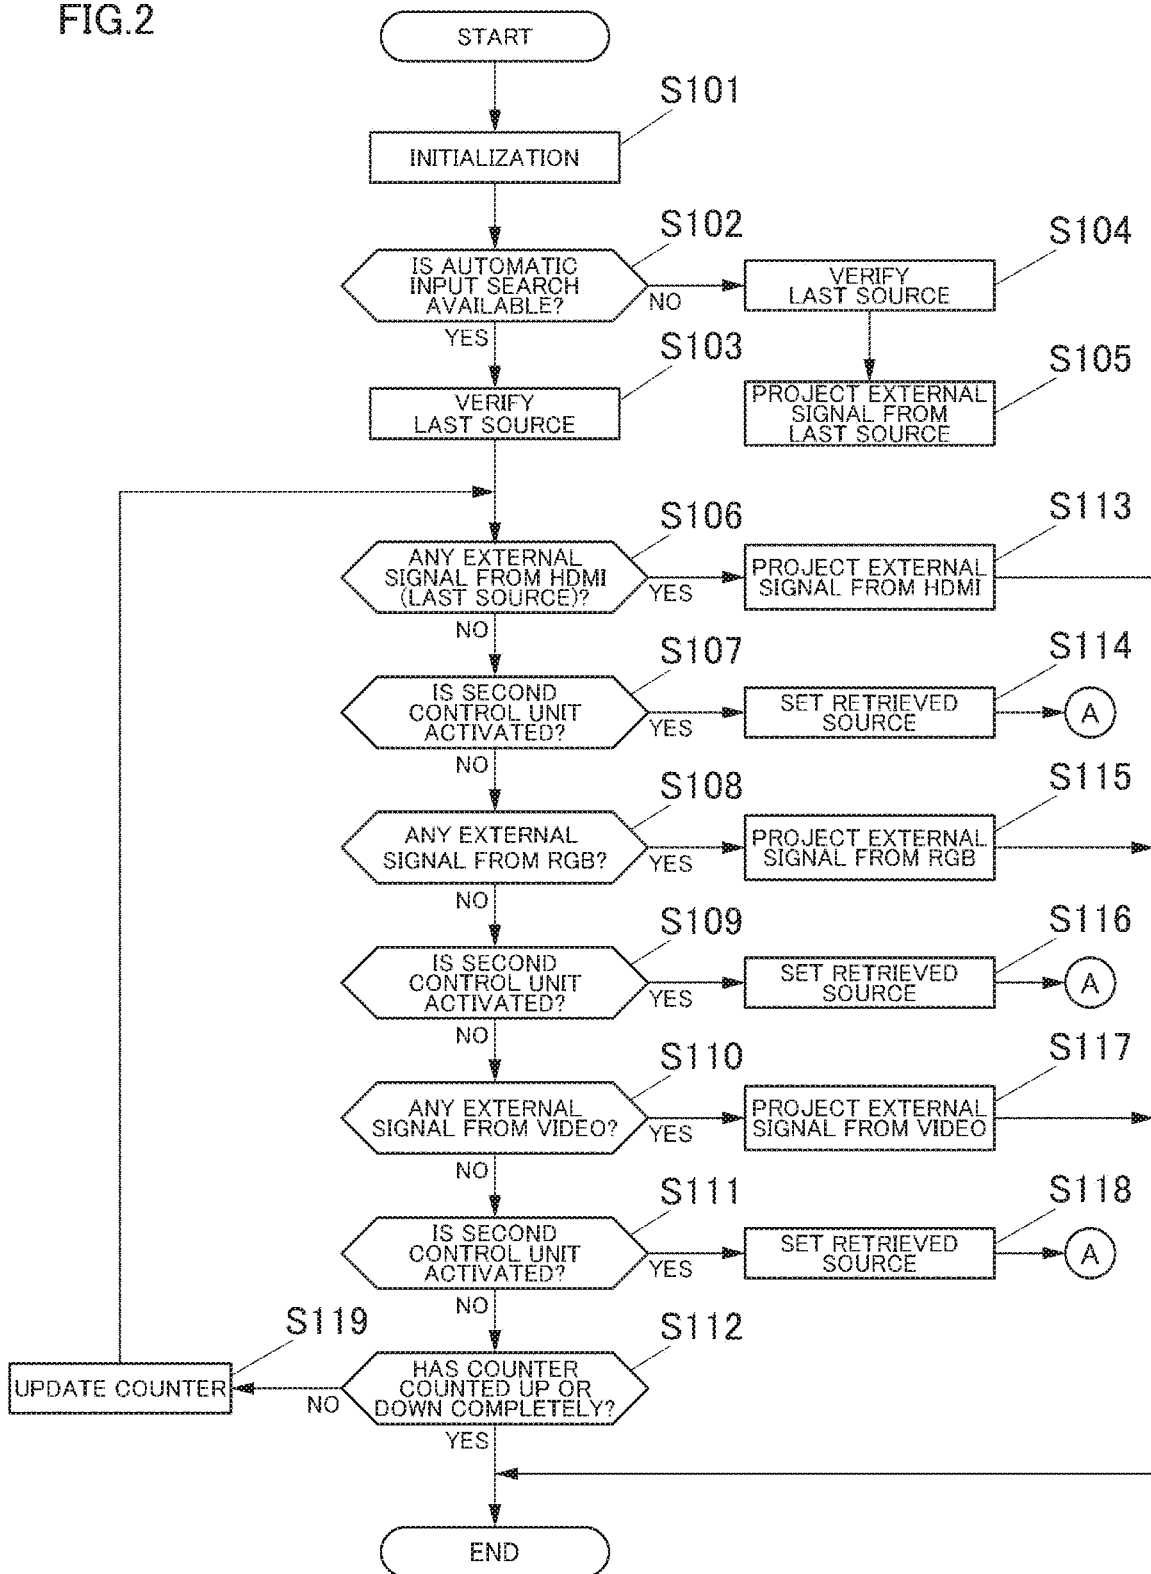 FIG.2
START
S101
INITIALIZATION
S102
IS AUTOMATIC
INPUT SEARCH
AVAILABLE?
NO
YES
S104
VERIFY
LAST SOURCE
S103
VERIFY
LAST SOURCE
S105
PROJECT EXTERNAL
SIGNAL FROM
LAST SOURCE
S106
ANY EXTERNAL
SIGNAL FROM HDMI
(LAST SOURCE)?
YES
NO
S113
PROJECT EXTERNAL
SIGNAL FROM HDMI
S107
IS SECOND
CONTROL UNIT
ACTIVATED?
YES
NO
S114
SET RETRIEVED
SOURCE
A
S108
ANY EXTERNAL
SIGNAL FROM RGB?
YES
NO
S115
PROJECT EXTERNAL
SIGNAL FROM RGB
S109
IS SECOND
CONTROL UNIT
ACTIVATED?
YES
NO
S116
SET RETRIEVED
SOURCE
A
S110
ANY EXTERNAL
SIGNAL FROM VIDEO?
YES
NO
S117
PROJECT EXTERNAL
SIGNAL FROM VIDEO
S111
IS SECOND
CONTROL UNIT
ACTIVATED?
YES
NO
S118
SET RETRIEVED
SOURCE
A
S112
HAS COUNTER
COUNTED UP OR
DOWN COMPLETELY?
NO
YES
S119
UPDATE COUNTER
END